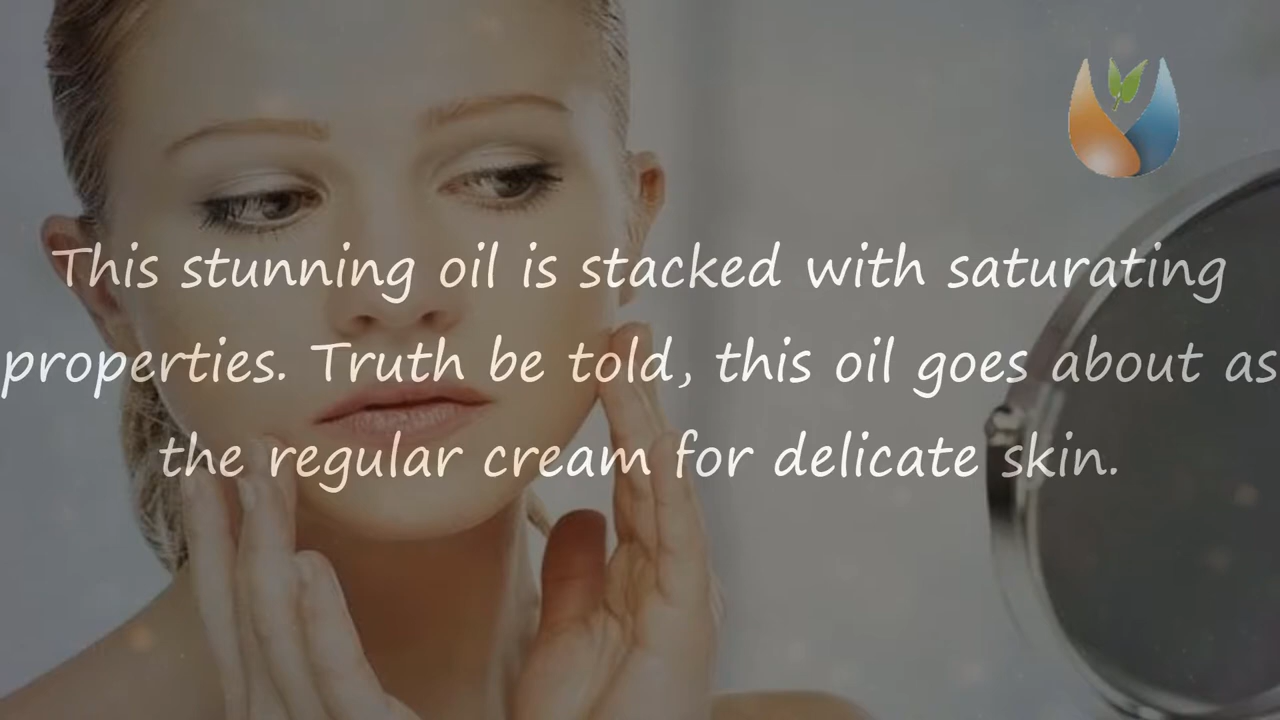 This stunning oil is stacked with saturating
properties. Truth be told, this oil goes about as
the regular cream for delicate skin.